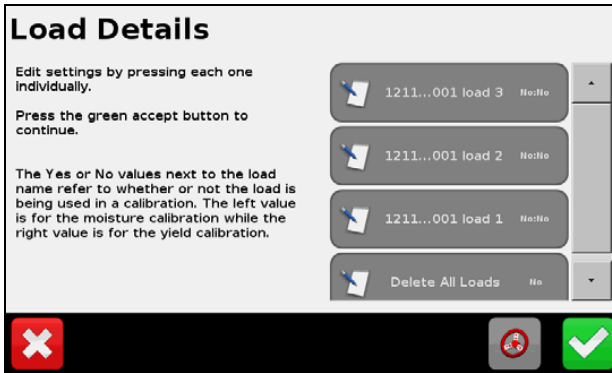 Load Details
Edit settings by pressing each one
individually.
Press the green accept button to
continue.
The Yes or No values next to the load
name refer to whether or not the load is
being used in a calibration. The left value
is for the moisture calibration while the
right value is for the yield calibration.
1211...001 load 3 No:No
1211...001 load 2 No:No
1211...001 load 1 No:No
Delete All Loads No